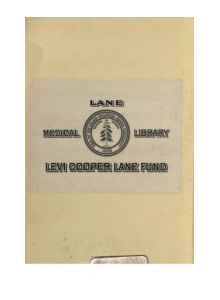 LANE
MEDICAL LIBRARY
LEVI COOPER LANE FUND